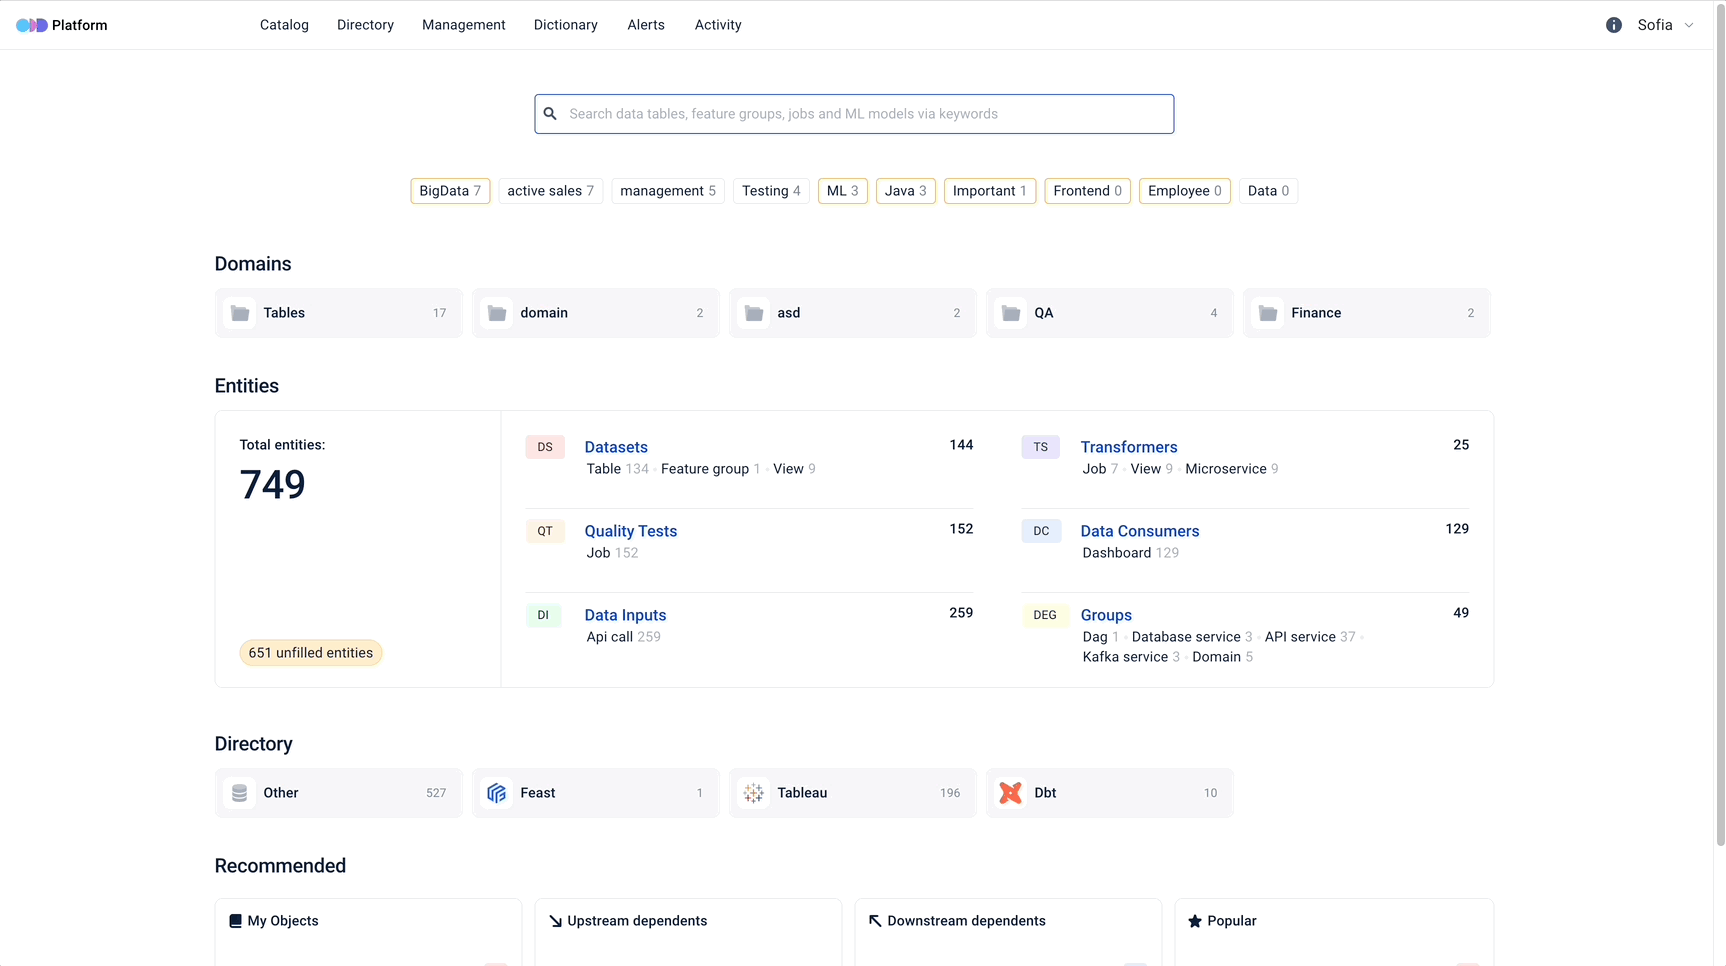 Platform Catalog Directory Management Dictionary Alerts Activity Sofia
Search data tables, feature groups, jobs and ML models via keywords
BigData 7 active sales 7 management 5 Testing 4 ML 3 Java 3 Important 1 Frontend 0 Employee 0 Data 0
Domains
Tables 17 domain 2 asd 2 QA 4 Finance 2
Entities
Total entities:
749
651 unfilled entities
DS Datasets 144
Table 134 Feature group 1 View 9
TS Transformers 25
Job 7 View 9 Microservice 9
QT Quality Tests 152
Job 152
DC Data Consumers 129
Dashboard 129
DI Data Inputs 259
Api call 259
DEG Groups 49
Dag 1 Database service 3 API service 37
Kafka service 3 Domain 5
Directory
Other 527 Feast 1 Tableau 196 Dbt 10
Recommended
My Objects Upstream dependents Downstream dependents Popular